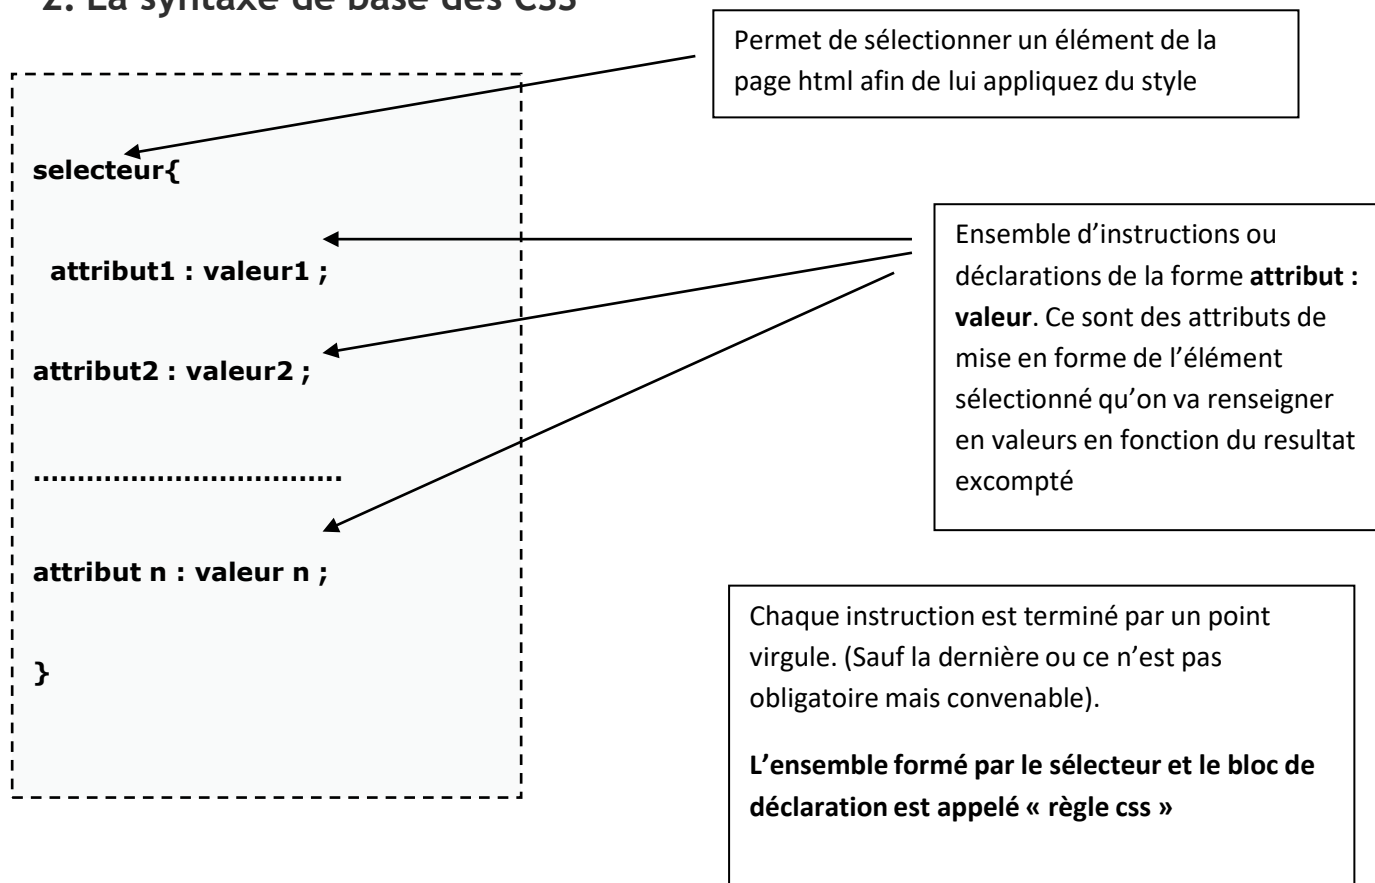 2. La syntaxe de base des CSS
Permet de sélectionner un élément de la
page html afin de lui appliquez du style
selecteur{
attribut1 : valeur1 ;
attribut2 : valeur2 ;
...................................
attribut n : valeur n ;
}
Ensemble d’instructions ou
déclarations de la forme attribut :
valeur. Ce sont des attributs de
mise en forme de l’élément
sélectionné qu’on va renseigner
en valeurs en fonction du resultat
excompté
Chaque instruction est terminé par un point
virgule. (Sauf la dernière ou ce n’est pas
obligatoire mais convenable).
L’ensemble formé par le sélecteur et le bloc de
déclaration est appelé « règle css »